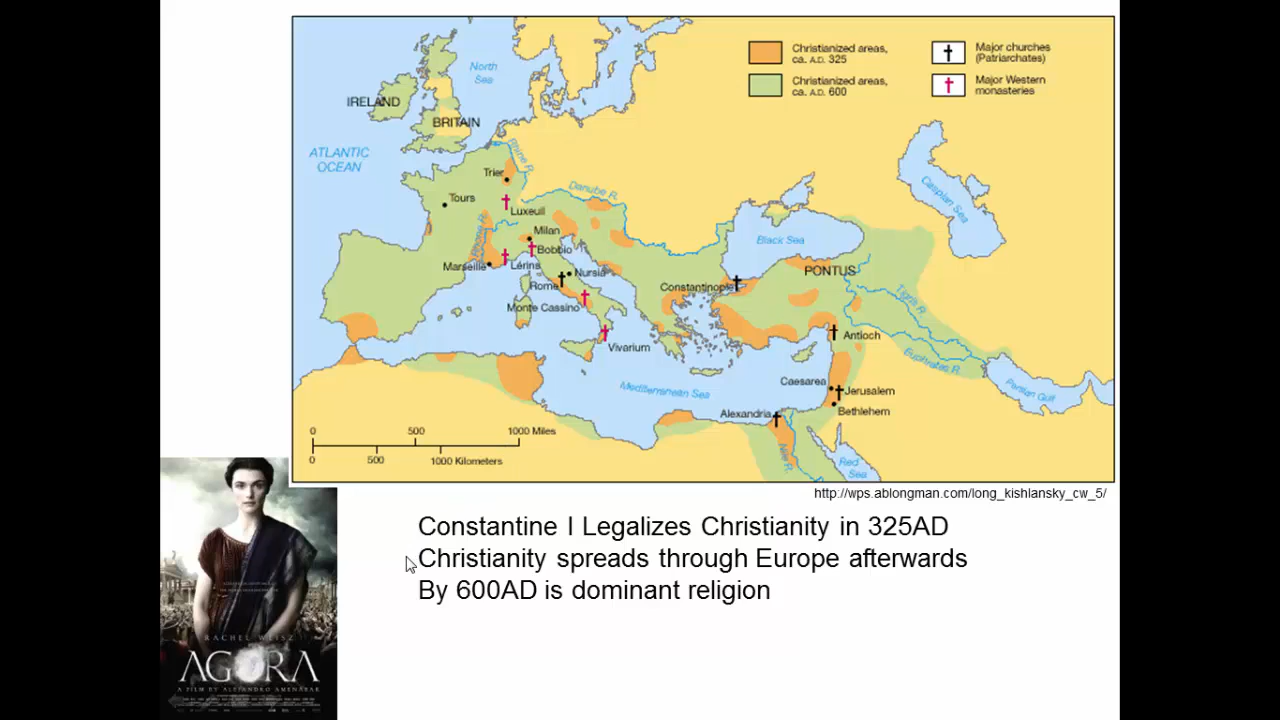 Christianized areas,
ca. A.D. 325
Major churches
(Patriarchates)
Christianized areas,
ca. A.D. 600
Major Western
monasteries
North
Sea
IRELAND
BRITAIN
ATLANTIC
OCEAN
Rhine R.
Trier
Tours
Danube R.
Luxeuil
Caspian Sea
Milan
Rhone R.
Bobbio
Black Sea
Marseille
Lérins
Nursia
Rome
PONTUS
Constantinople
Monte Cassino
Tigris R.
Antioch
Vivarium
Euphrates R.
Caesarea
Mediterranean Sea
Jerusalem
Persian Gulf
Alexandria
Bethlehem
Nile R.
Red
Sea
0 500 1000 Miles
0 500 1000 Kilometers
http://wps.ablongman.com/long_kishlansky_cw_5/
Constantine I Legalizes Christianity in 325AD
Christianity spreads through Europe afterwards
By 600AD is dominant religion
RACHEL WEISZ
AGORA
A FILM BY ALEJANDRO AMENÁBAR